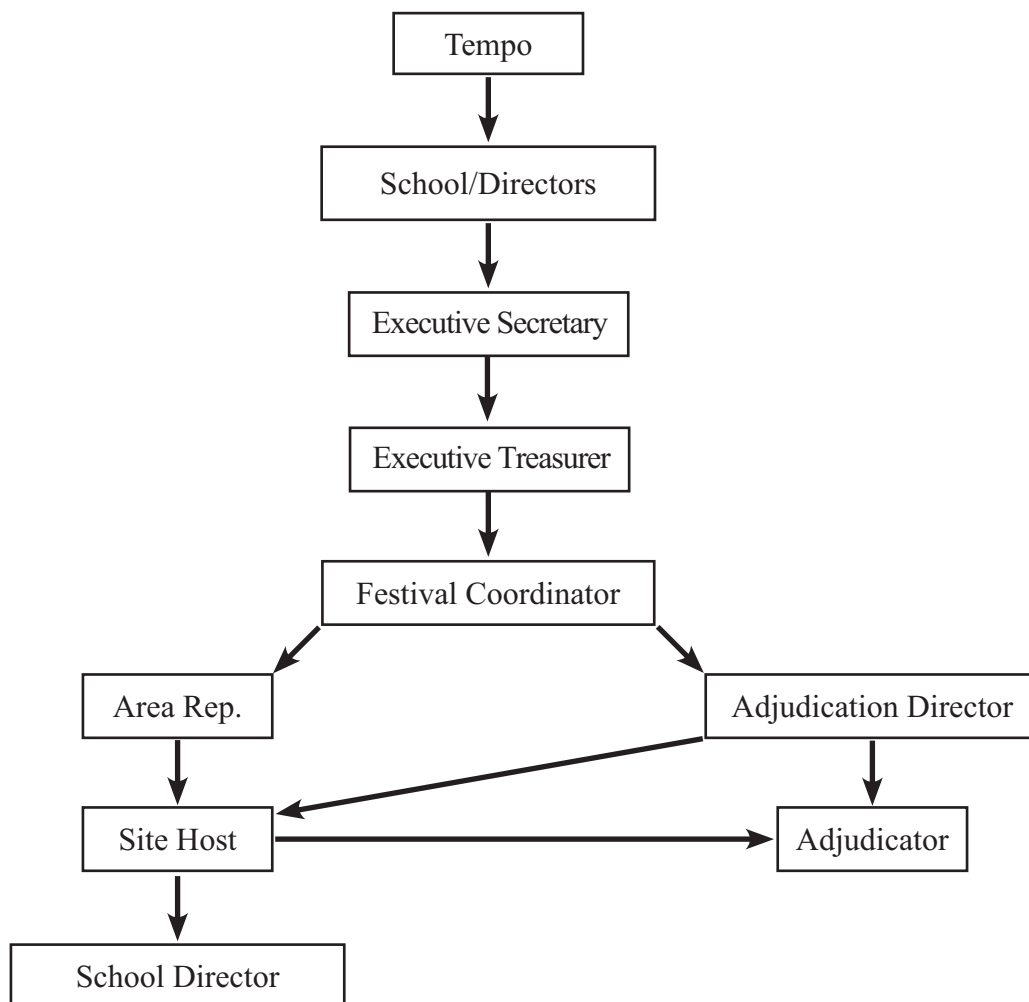 Tempo
School/Directors
Executive Secretary
Executive Treasurer
Festival Coordinator
Area Rep.
Adjudication Director
Site Host
Adjudicator
School Director